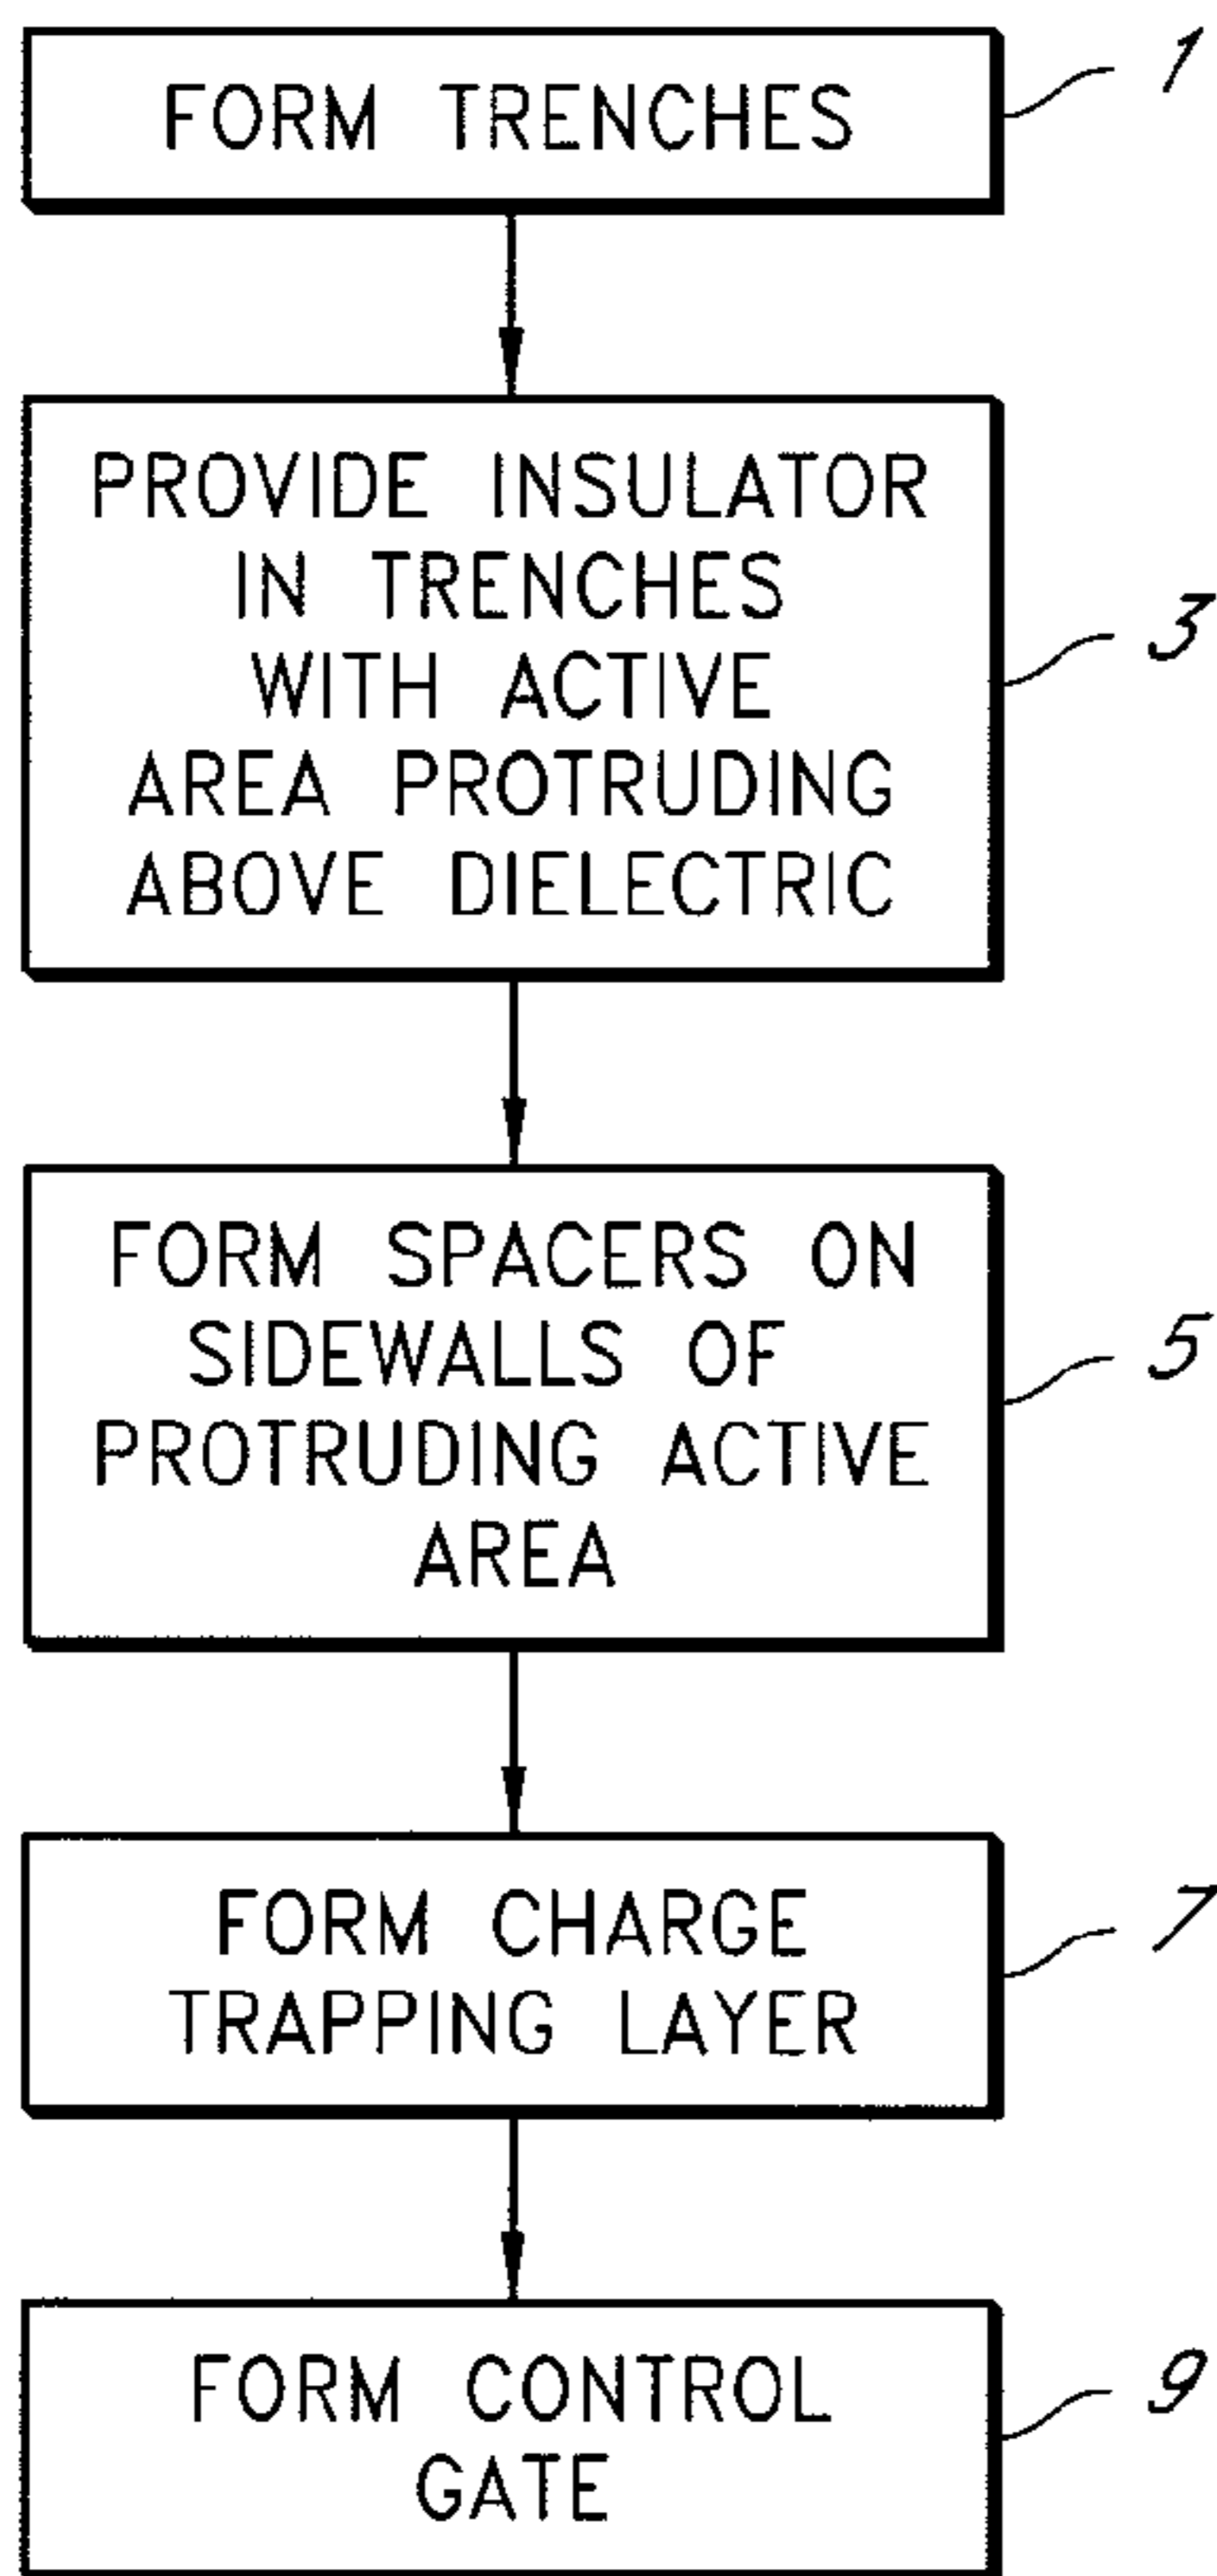 FORM TRENCHES
1
PROVIDE INSULATOR
IN TRENCHES
WITH ACTIVE
AREA PROTRUDING
ABOVE DIELECTRIC
3
FORM SPACERS ON
SIDEWALLS OF
PROTRUDING ACTIVE
AREA
5
FORM CHARGE
TRAPPING LAYER
7
FORM CONTROL
GATE
9